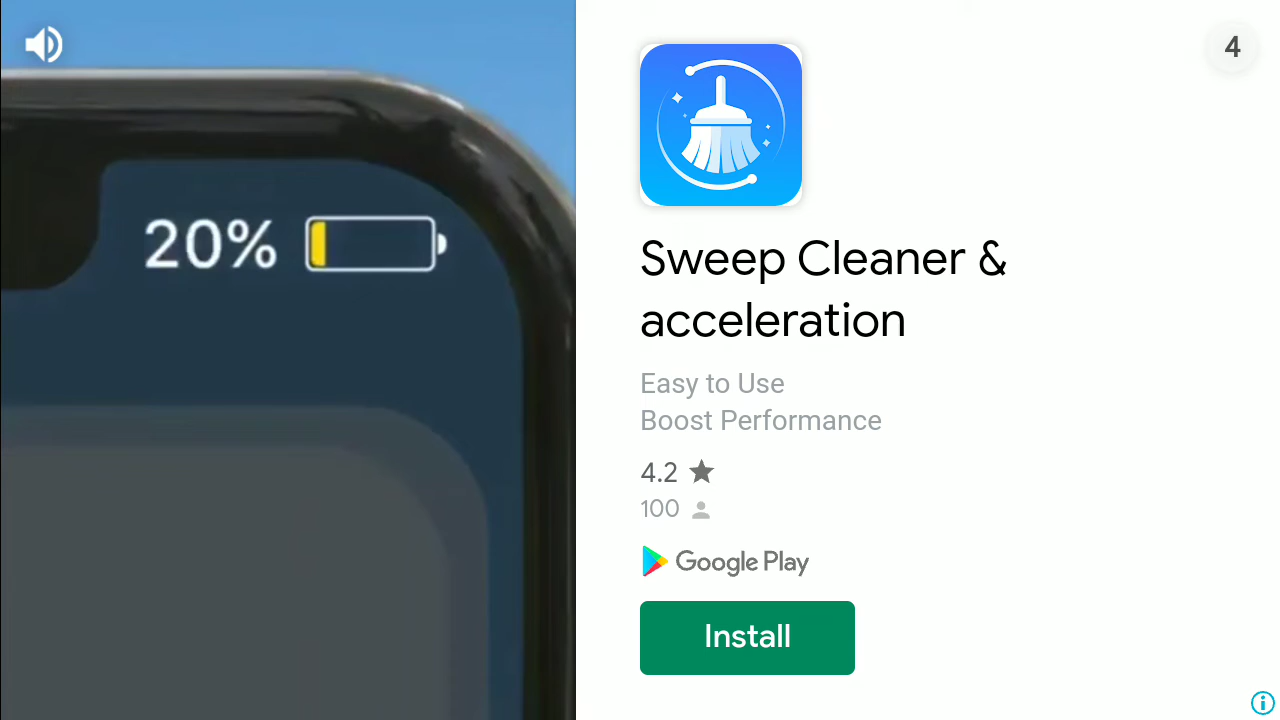 20%
4
Sweep Cleaner &
acceleration
Easy to Use
Boost Performance
4.2
100
Google Play
Install